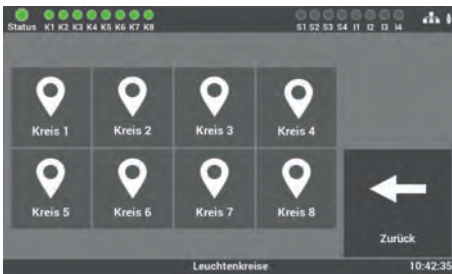 Status K1 K2 K3 K4 K5 K6 K7 K8 S1 S2 S3 S4 I1 I2 I3 I4
Kreis 1 Kreis 2 Kreis 3 Kreis 4
Kreis 5 Kreis 6 Kreis 7 Kreis 8
Zurück
Leuchtenkreise 10:42:35